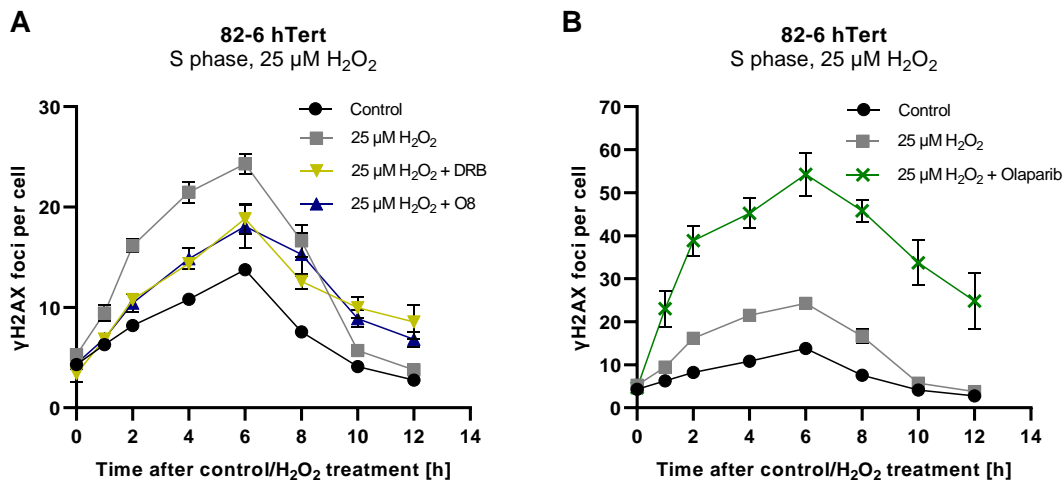 A
82-6 hTert
S phase, 25 µM H₂O₂
Control
25 µM H₂O₂
25 µM H₂O₂ + DRB
25 µM H₂O₂ + O8
γH2AX foci per cell
30
20
10
0
0 2 4 6 8 10 12 14
Time after control/H₂O₂ treatment [h]
B
82-6 hTert
S phase, 25 µM H₂O₂
Control
25 µM H₂O₂
25 µM H₂O₂ + Olaparib
γH2AX foci per cell
70
60
50
40
30
20
10
0
0 2 4 6 8 10 12 14
Time after control/H₂O₂ treatment [h]